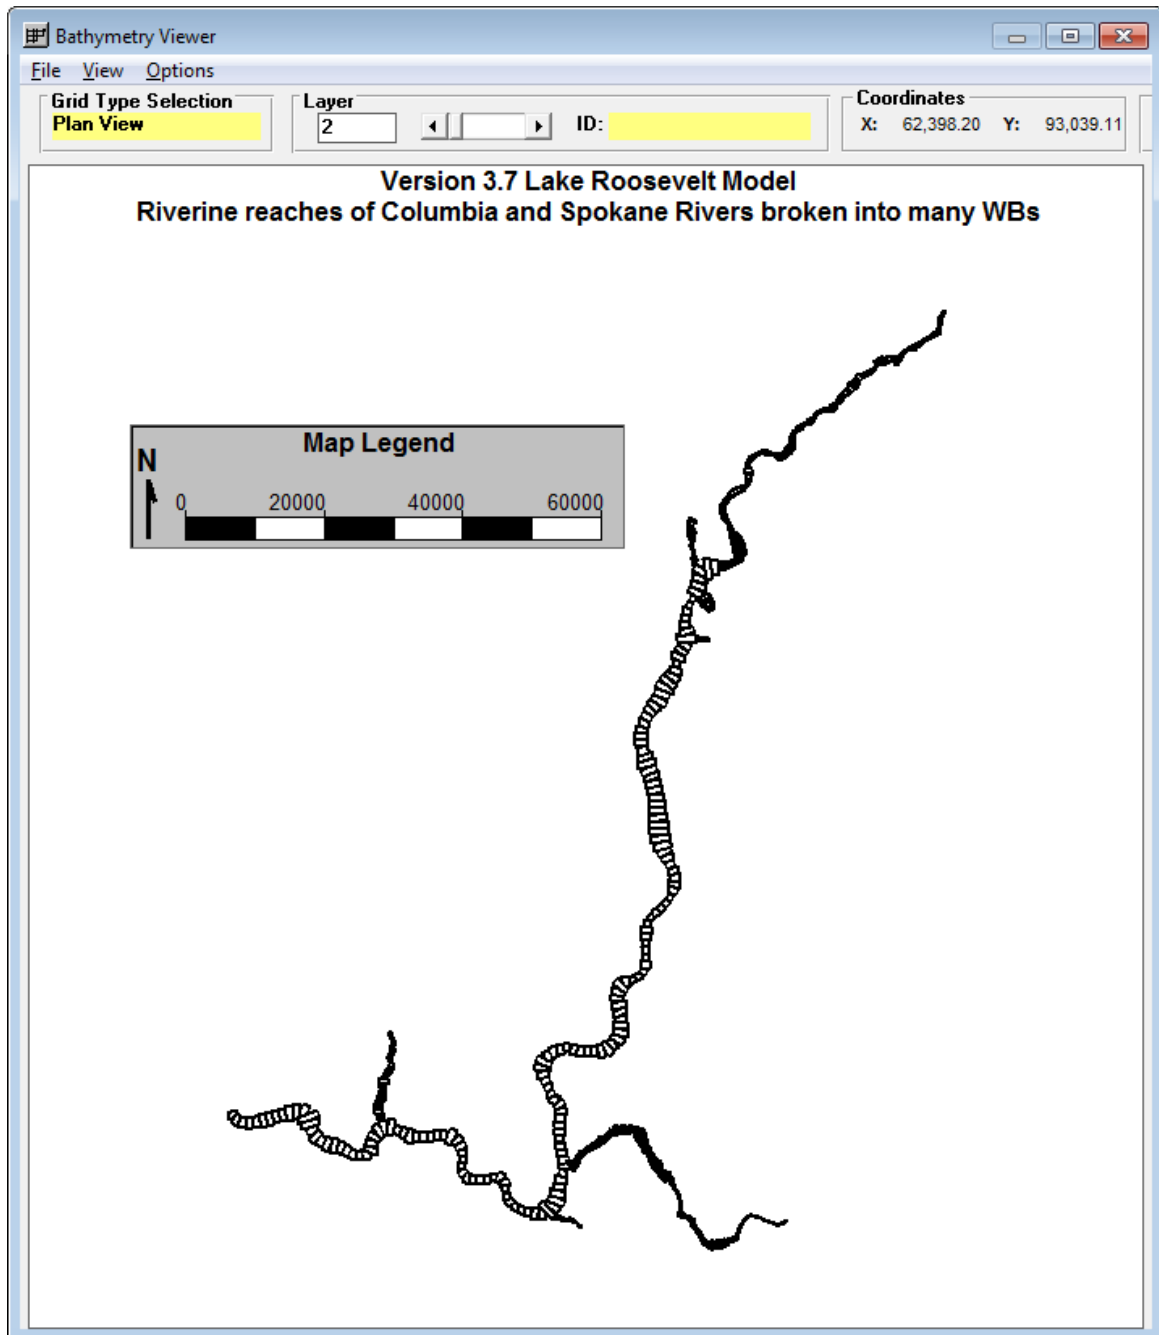 Bathymetry Viewer
File View Options
Grid Type Selection
Plan View
Layer
2
ID:
Coordinates
X: 62,398.20 Y: 93,039.11
Version 3.7 Lake Roosevelt Model
Riverine reaches of Columbia and Spokane Rivers broken into many WBs
Map Legend
N
0 20000 40000 60000